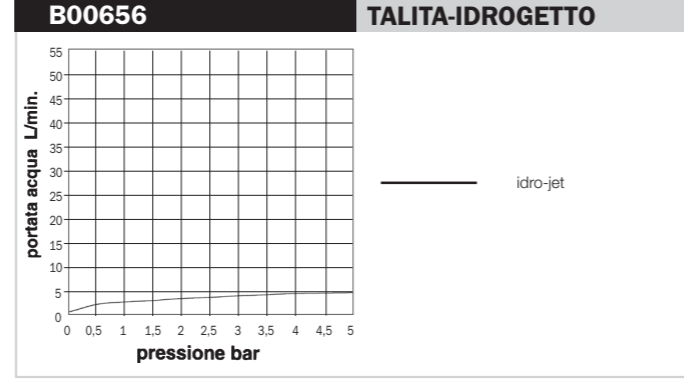 B00656
TALITA-IDROGETTO
55
50
45
40
35
30
25
20
15
10
5
0
portata acqua L/min.
0 0,5 1 1,5 2 2,5 3 3,5 4 4,5 5
pressione bar
idro-jet